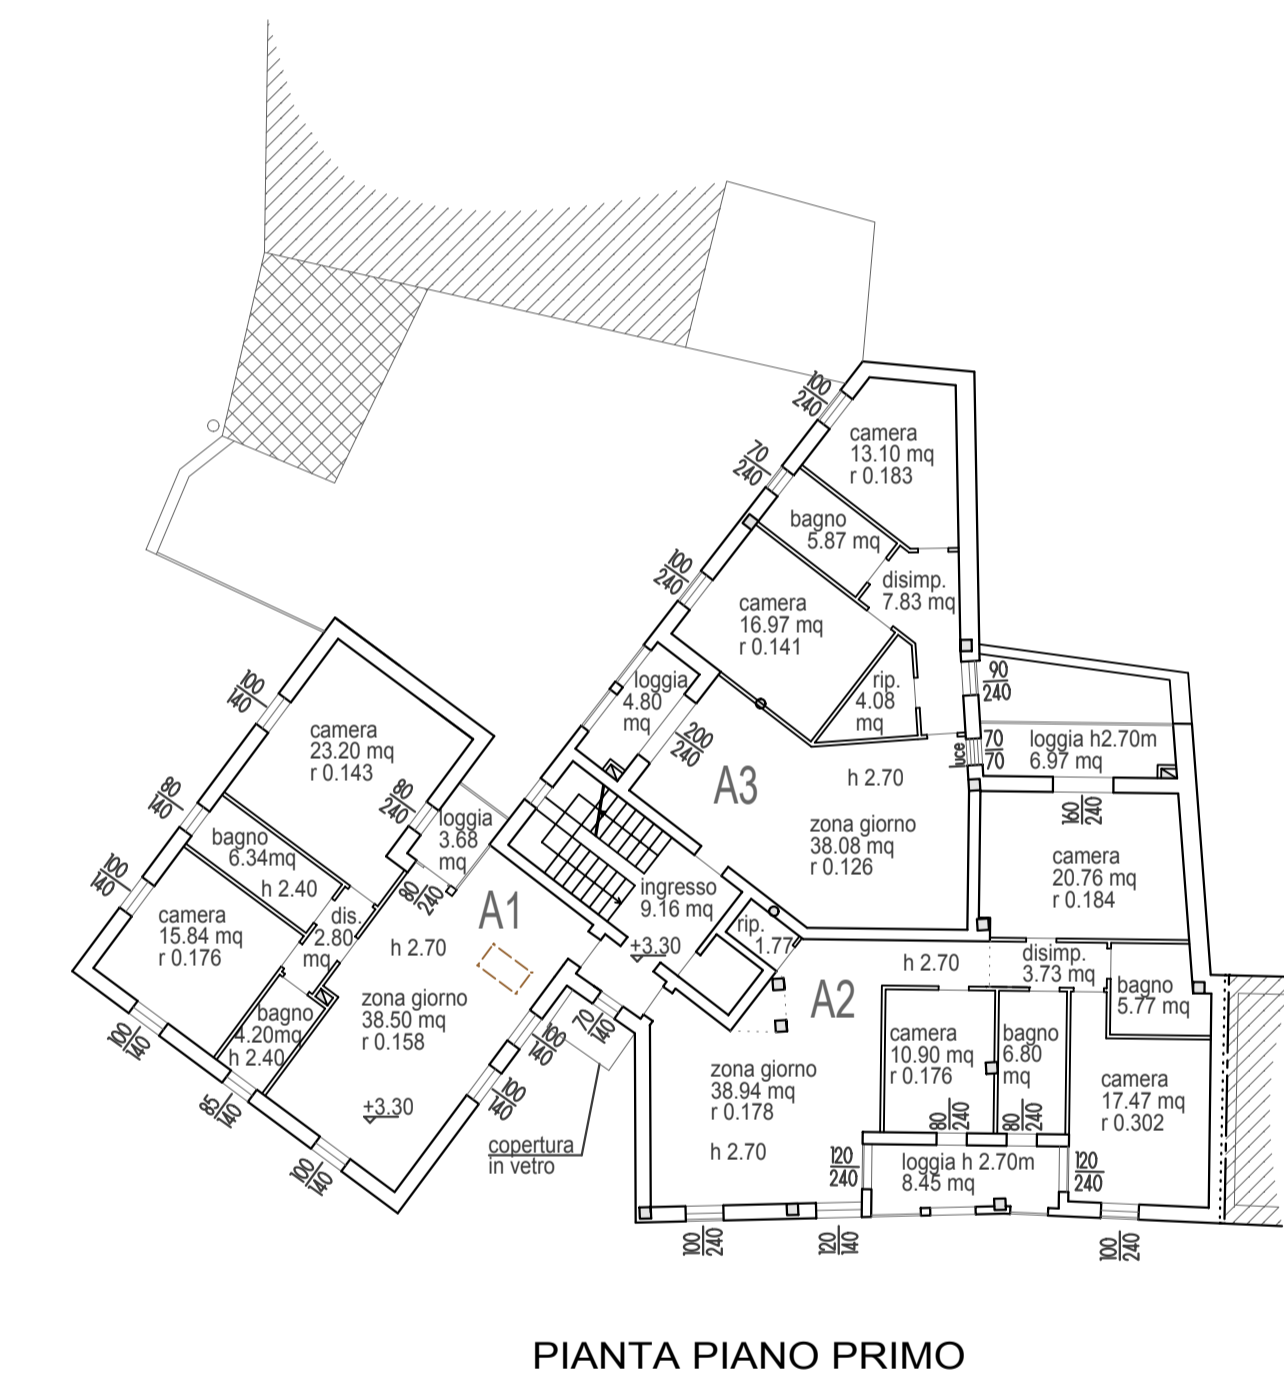 100
240
camera
13.10 mq
r 0.183
70
240
bagno
5.87 mq
100
240
disimp.
7.83 mq
camera
16.97 mq
r 0.141
rip.
4.08
mq
loggia
4.80
mq
90
240
200
240
luce
70
70
loggia h2.70m
6.97 mq
A3
h 2.70
zona giorno
38.08 mq
r 0.126
160
240
camera
20.76 mq
r 0.184
100
140
camera
23.20 mq
r 0.143
80
240
80
140
loggia
3.68
mq
bagno
6.34mq
h 2.40
80
240
100
140
camera
15.84 mq
r 0.176
dis.
2.80
mq
A1
h 2.70
ingresso
9.16 mq
+3.30
rip.
1.77
h 2.70
disimp.
3.73 mq
bagno
5.77 mq
A2
zona giorno
38.50 mq
r 0.158
bagno
4.20mq
h 2.40
100
140
85
140
100
140
+3.30
100
140
70
140
100
140
copertura
in vetro
camera
10.90 mq
r 0.176
bagno
6.80
mq
zona giorno
38.94 mq
r 0.178
h 2.70
80
240
80
240
camera
17.47 mq
r 0.302
120
240
loggia h 2.70m
8.45 mq
120
240
100
240
120
140
100
240
PIANTA PIANO PRIMO